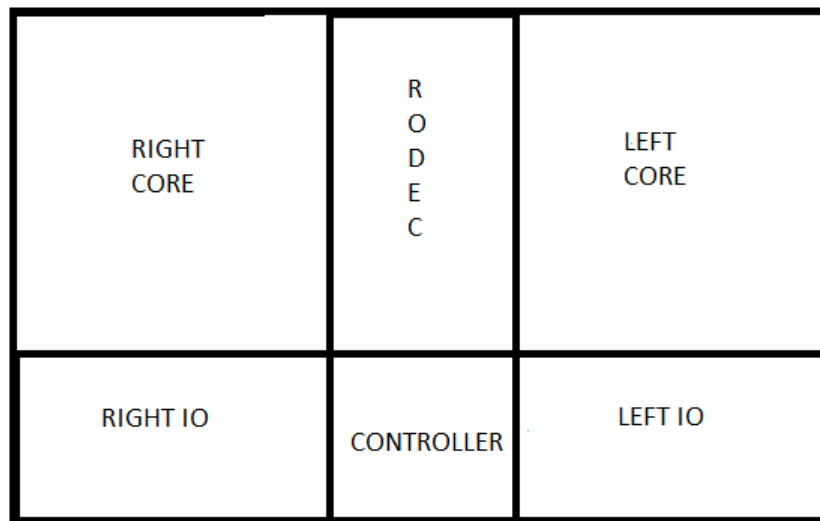 RIGHT
CORE
R
O
D
E
C
LEFT
CORE
RIGHT IO
CONTROLLER
LEFT IO